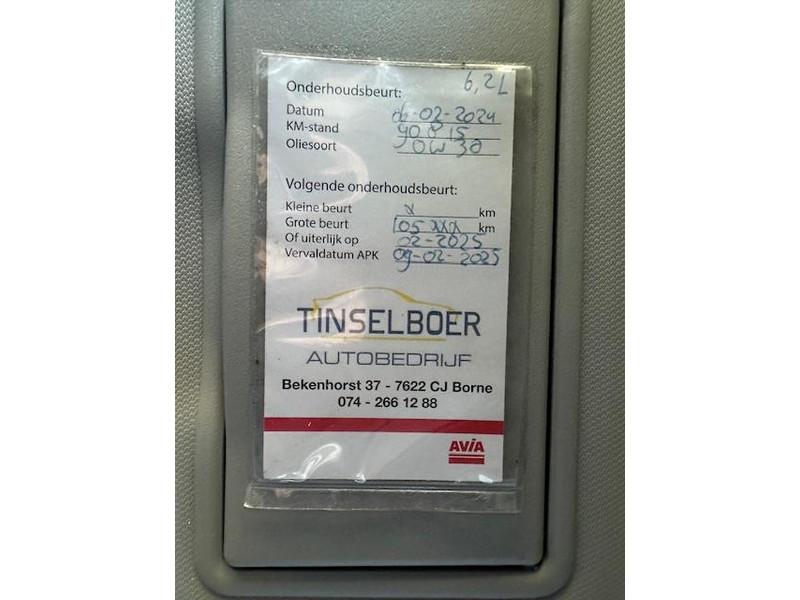 6,2L
Onderhoudsbeurt:
Datum 06-02-2024
KM-stand 90815
Oliesoort 0W30
Volgende onderhoudsbeurt:
Kleine beurt x km
Grote beurt 105xxx km
Of uiterlijk op 02-2025
Vervaldatum APK 09-02-2025
TINSELBOER
AUTOBEDRIJF
Bekenhorst 37 - 7622 CJ Borne
074 - 266 12 88
AVIA